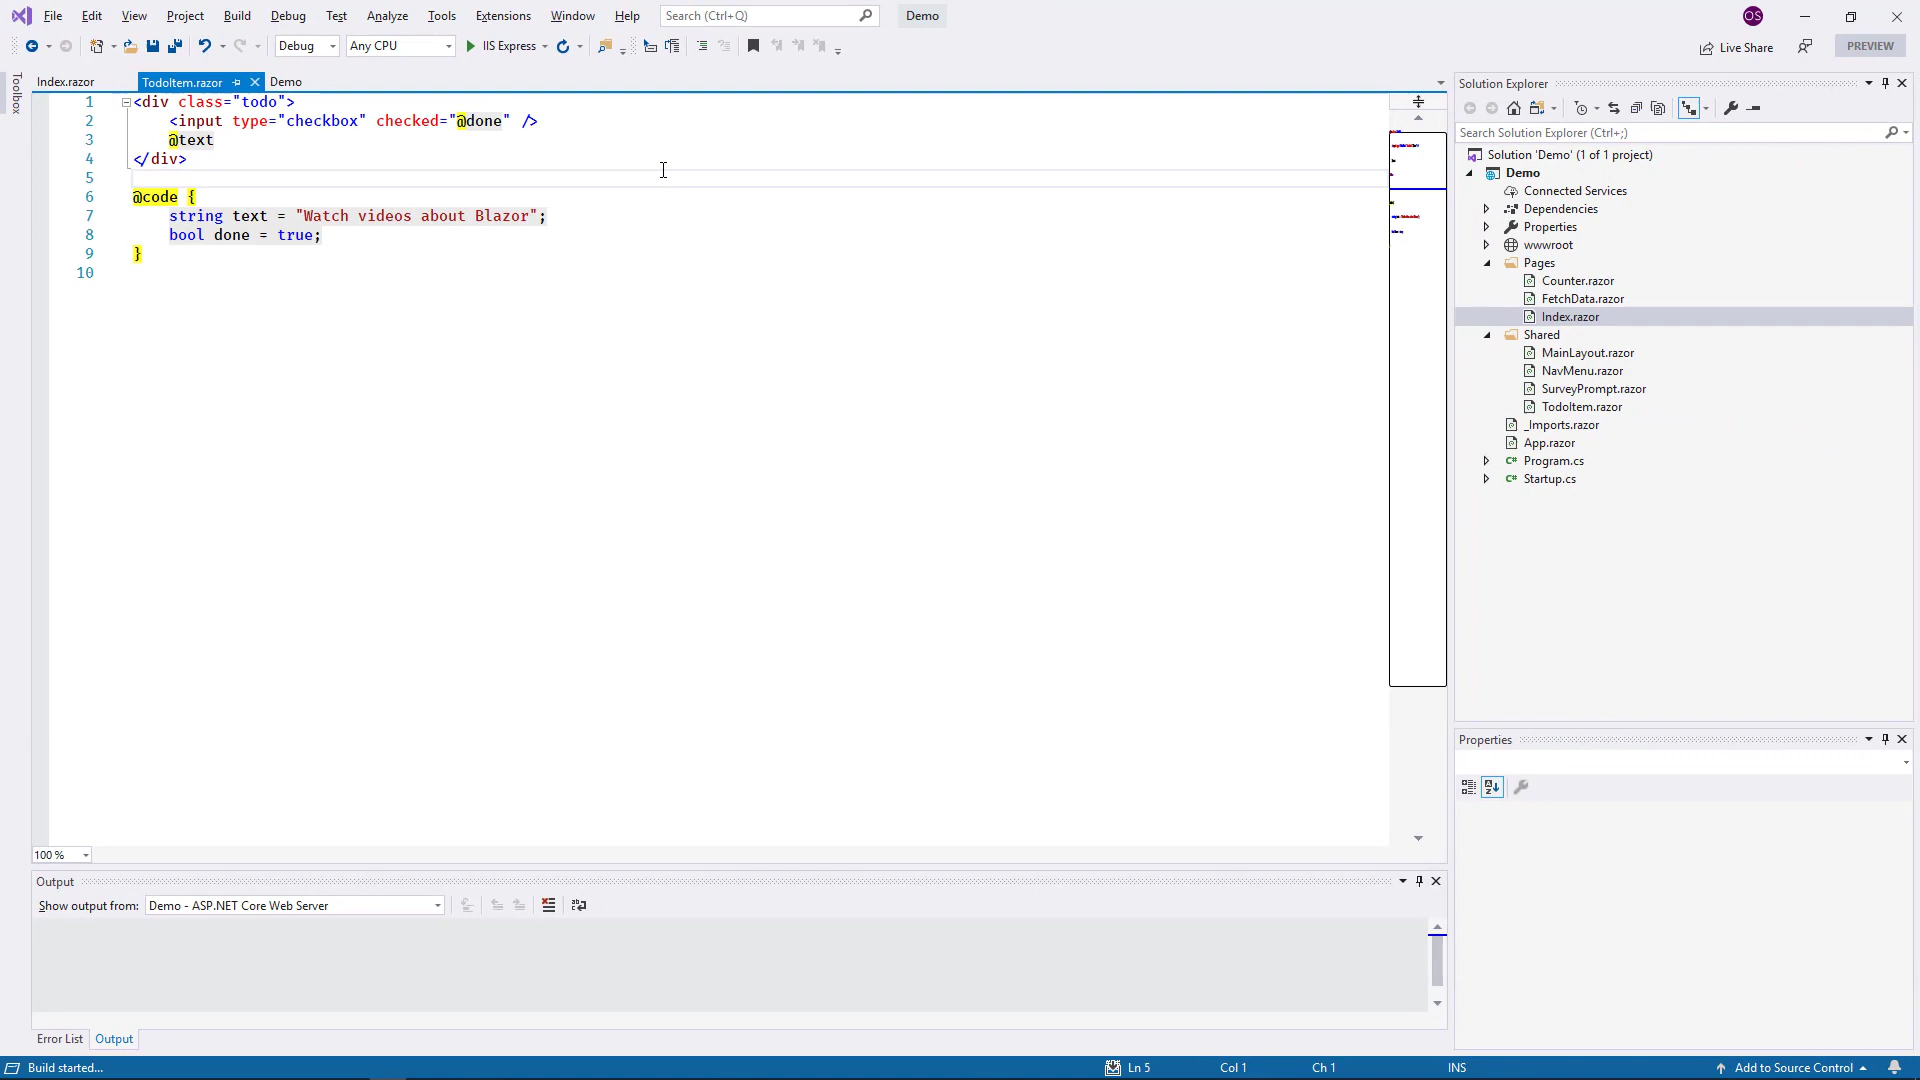 File Edit View Project Build Debug Test Analyze Tools Extensions Window Help Search (Ctrl+Q) Demo OS
Debug Any CPU IIS Express Live Share PREVIEW
Toolbox
Index.razor TodoItem.razor Demo
1 <div class="todo">
2 <input type="checkbox" checked="@done" />
3 @text
4 </div>
5
6 @code {
7 string text = "Watch videos about Blazor";
8 bool done = true;
9 }
10
100 %
Output
Show output from: Demo - ASP.NET Core Web Server
Error List Output
Solution Explorer
Search Solution Explorer (Ctrl+;)
Solution 'Demo' (1 of 1 project)
Demo
Connected Services
Dependencies
Properties
wwwroot
Pages
Counter.razor
FetchData.razor
Index.razor
Shared
MainLayout.razor
NavMenu.razor
SurveyPrompt.razor
TodoItem.razor
_Imports.razor
App.razor
C# Program.cs
C# Startup.cs
Properties
Build started... Ln 5 Col 1 Ch 1 INS Add to Source Control